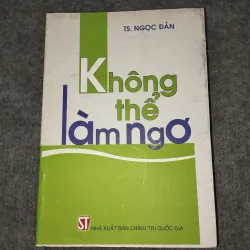 TS. NGỌC ĐẢN
Không
thể
làm ngơ
ST NHÀ XUẤT BẢN CHÍNH TRỊ QUỐC GIA